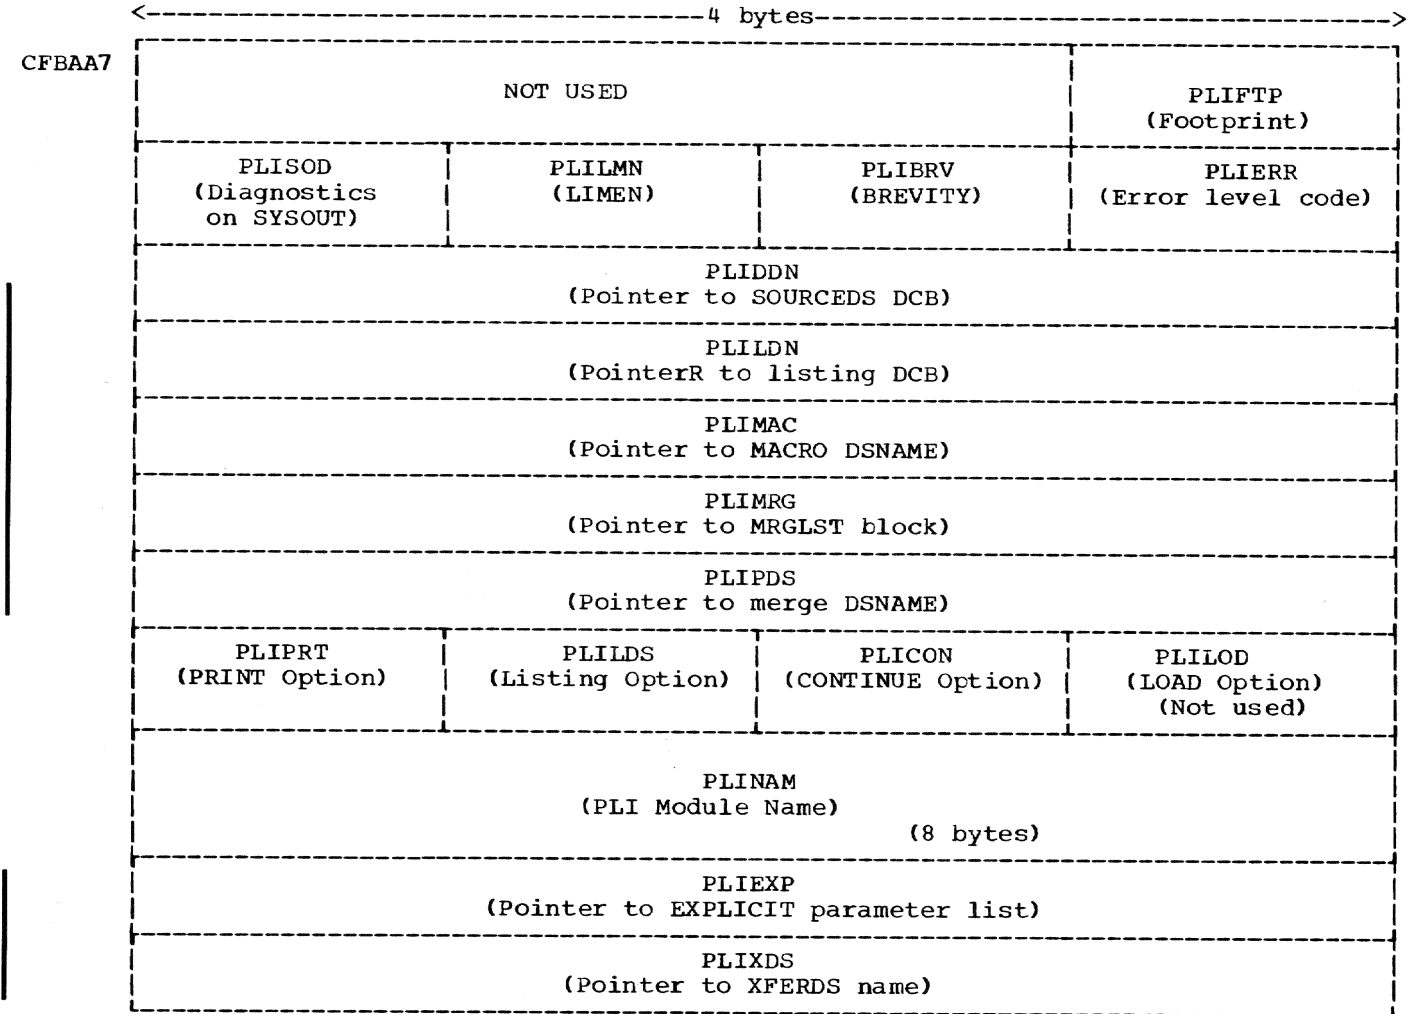 4 bytes
CFBAA7
NOT USED
PLIFTP
(Footprint)
PLISOD
(Diagnostics
on SYSOUT)
PLILMN
(LIMEN)
PLIBRV
(BREVITY)
PLIERR
(Error level code)
PLIDDN
(Pointer to SOURCEDS DCB)
PLILDN
(PointerR to listing DCB)
PLIMAC
(Pointer to MACRO DSNAME)
PLIMRG
(Pointer to MRGLST block)
PLIPDS
(Pointer to merge DSNAME)
PLIPRT
(PRINT Option)
PLILDS
(Listing Option)
PLICON
(CONTINUE Option)
PLILOD
(LOAD Option)
(Not used)
PLINAM
(PLI Module Name)
(8 bytes)
PLIEXP
(Pointer to EXPLICIT parameter list)
PLIXDS
(Pointer to XFERDS name)